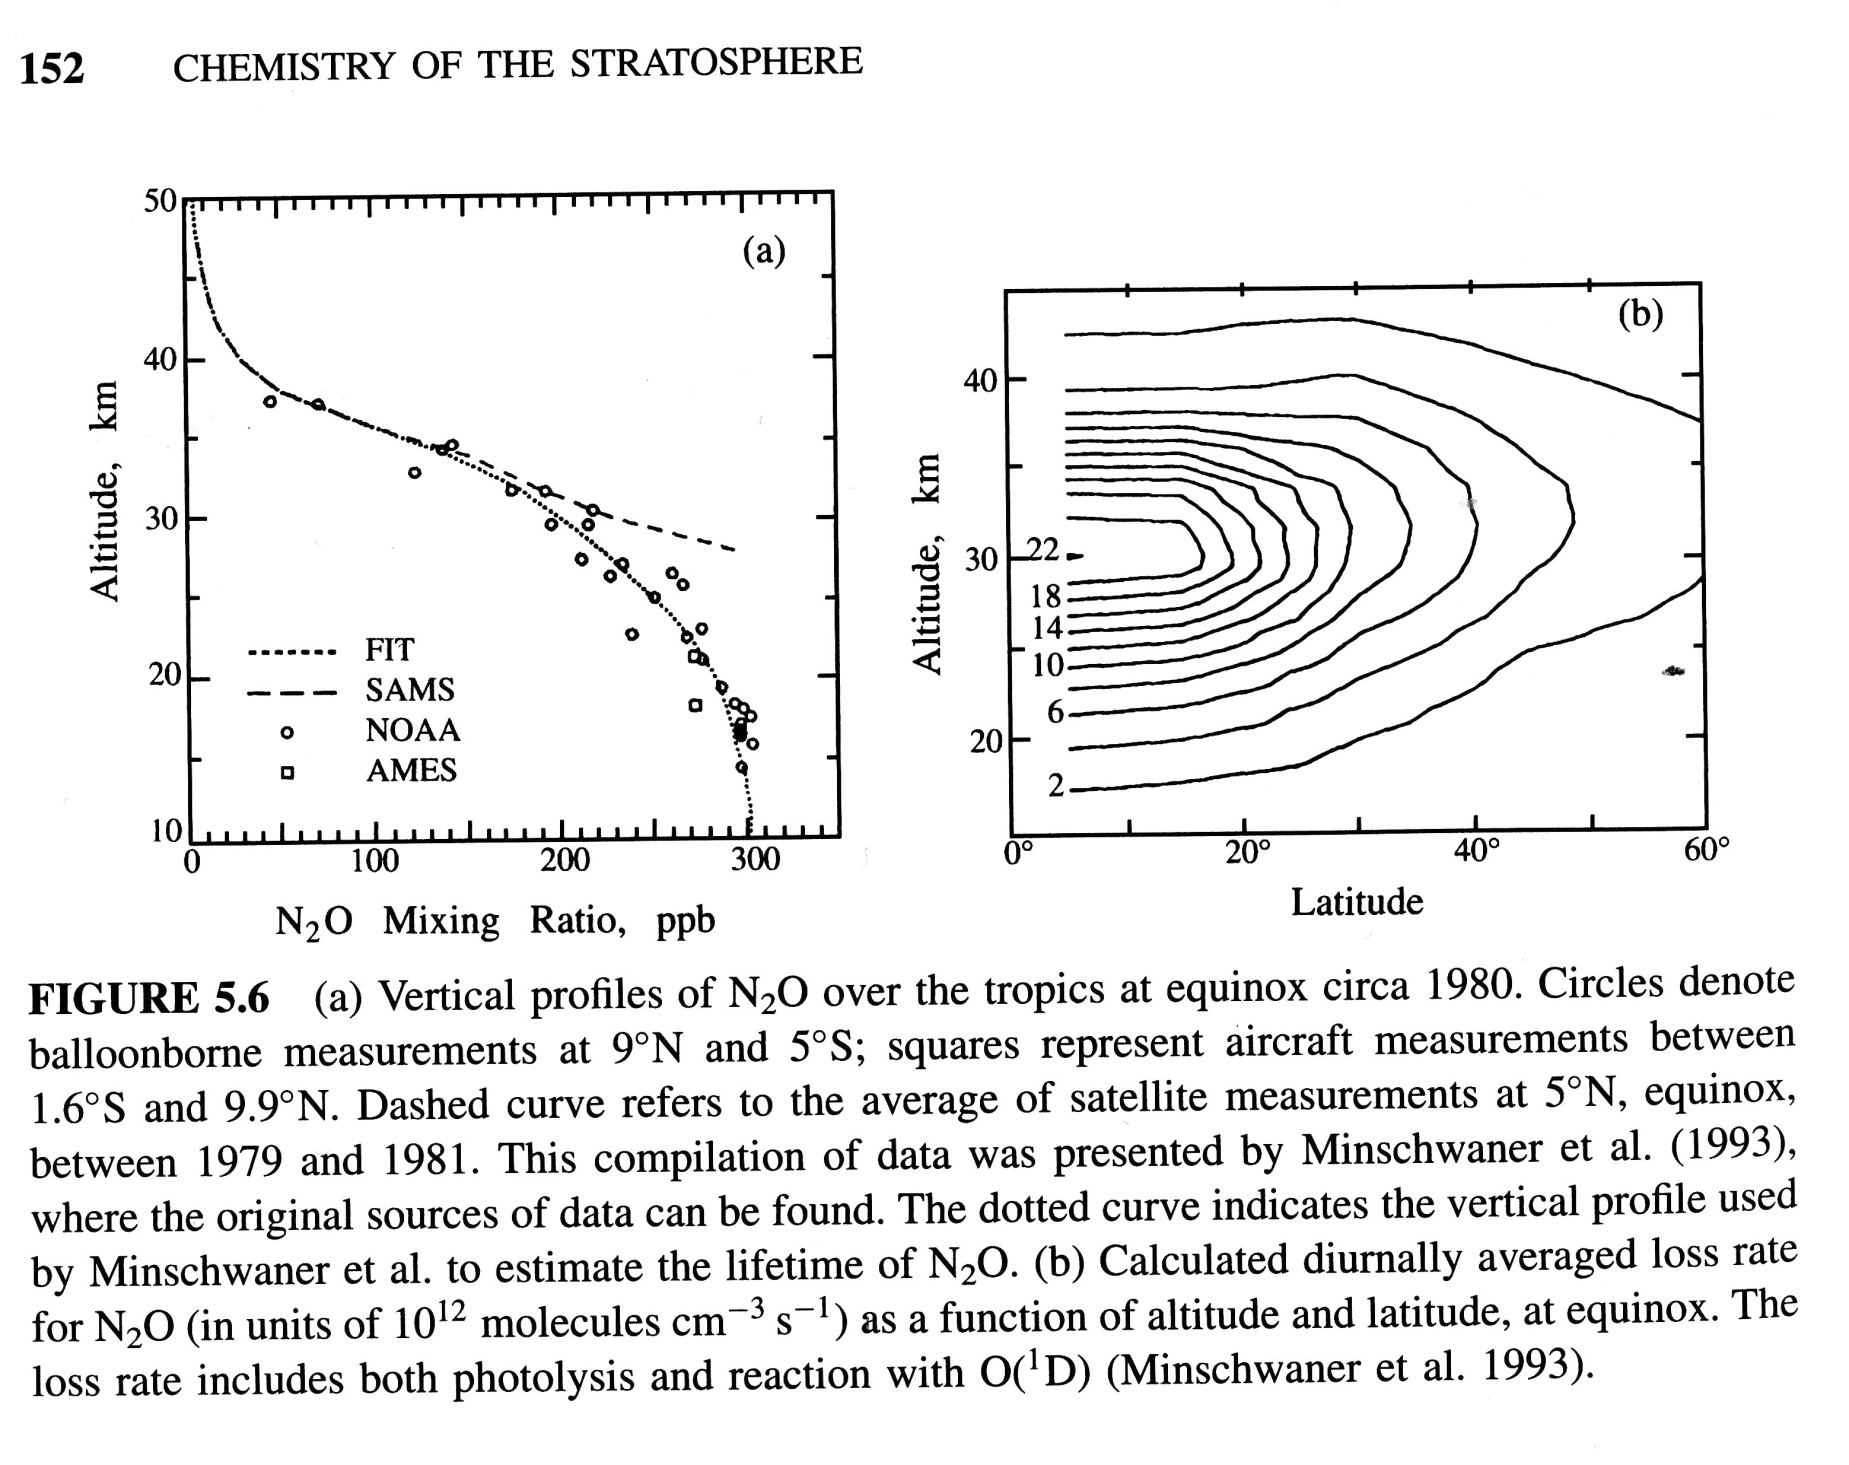 152 CHEMISTRY OF THE STRATOSPHERE
50
(a)
40
30
20
10
Altitude, km
FIT
SAMS
NOAA
AMES
0 100 200 300
N₂O Mixing Ratio, ppb
(b)
40
30
20
Altitude, km
22
18
14
10
6
2
0° 20° 40° 60°
Latitude
FIGURE 5.6 (a) Vertical profiles of N₂O over the tropics at equinox circa 1980. Circles denote
balloonborne measurements at 9°N and 5°S; squares represent aircraft measurements between
1.6°S and 9.9°N. Dashed curve refers to the average of satellite measurements at 5°N, equinox,
between 1979 and 1981. This compilation of data was presented by Minschwaner et al. (1993),
where the original sources of data can be found. The dotted curve indicates the vertical profile used
by Minschwaner et al. to estimate the lifetime of N₂O. (b) Calculated diurnally averaged loss rate
for N₂O (in units of 10¹² molecules cm⁻³ s⁻¹) as a function of altitude and latitude, at equinox. The
loss rate includes both photolysis and reaction with O(¹D) (Minschwaner et al. 1993).